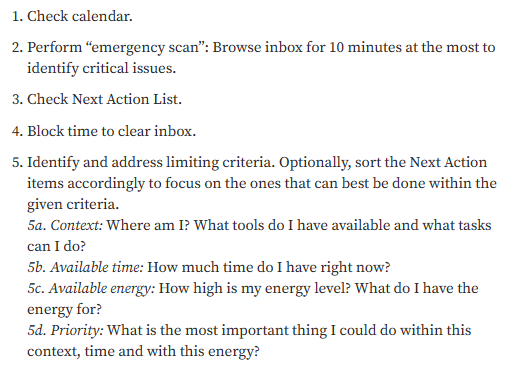 1. Check calendar.
2. Perform “emergency scan”: Browse inbox for 10 minutes at the most to
identify critical issues.
3. Check Next Action List.
4. Block time to clear inbox.
5. Identify and address limiting criteria. Optionally, sort the Next Action
items accordingly to focus on the ones that can best be done within the
given criteria.
5a. Context: Where am I? What tools do I have available and what tasks
can I do?
5b. Available time: How much time do I have right now?
5c. Available energy: How high is my energy level? What do I have the
energy for?
5d. Priority: What is the most important thing I could do within this
context, time and with this energy?